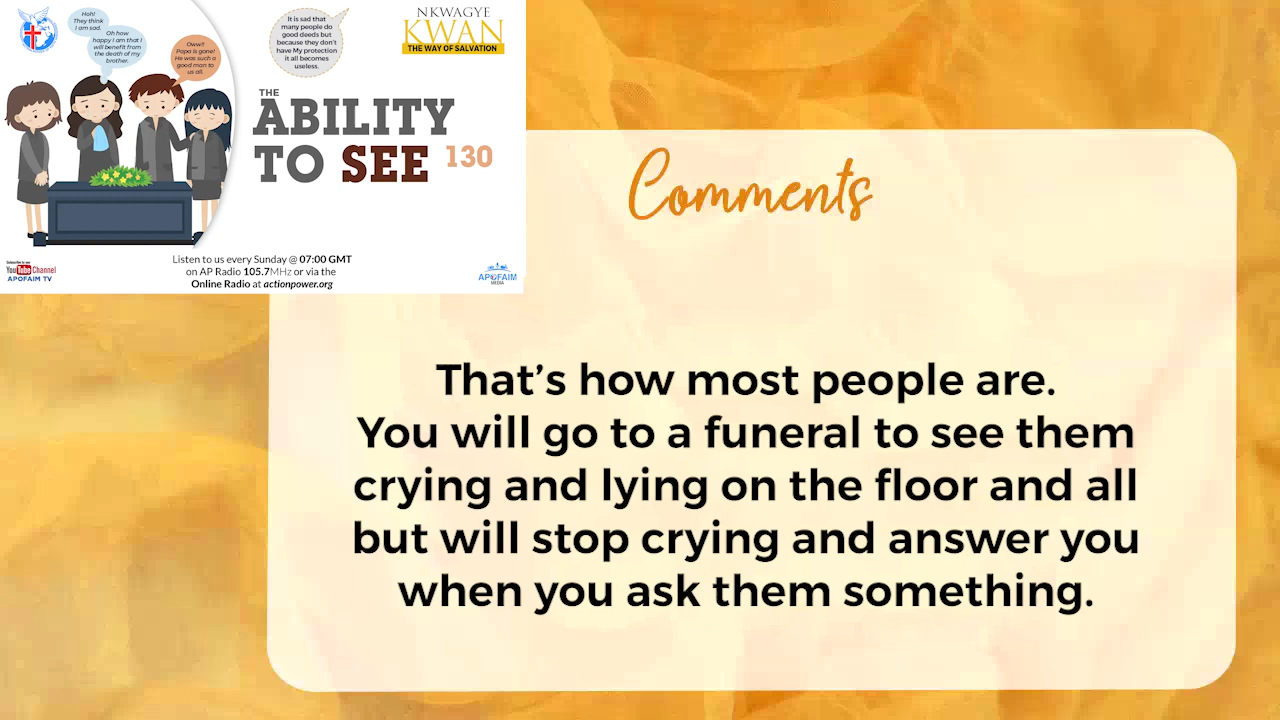 Hoh!
They think
I am sad.
Oh how
happy I am that I
will benefit from
the death of my
brother.
Oww!!
Papa is gone!
He was such a
good man to
us all.
It is sad that
many people do
good deeds but
because they don't
have My protection
it all becomes
useless.
NKWAGYE
KWAN
THE WAY OF SALVATION
THE
ABILITY
TO SEE 130
Listen to us every Sunday @ 07:00 GMT
on AP Radio 105.7MHz or via the
Online Radio at actionpower.org
YouTube Channel
APOFAIM TV
APOFAIM
MEDIA
Comments
That's how most people are.
You will go to a funeral to see them
crying and lying on the floor and all
but will stop crying and answer you
when you ask them something.